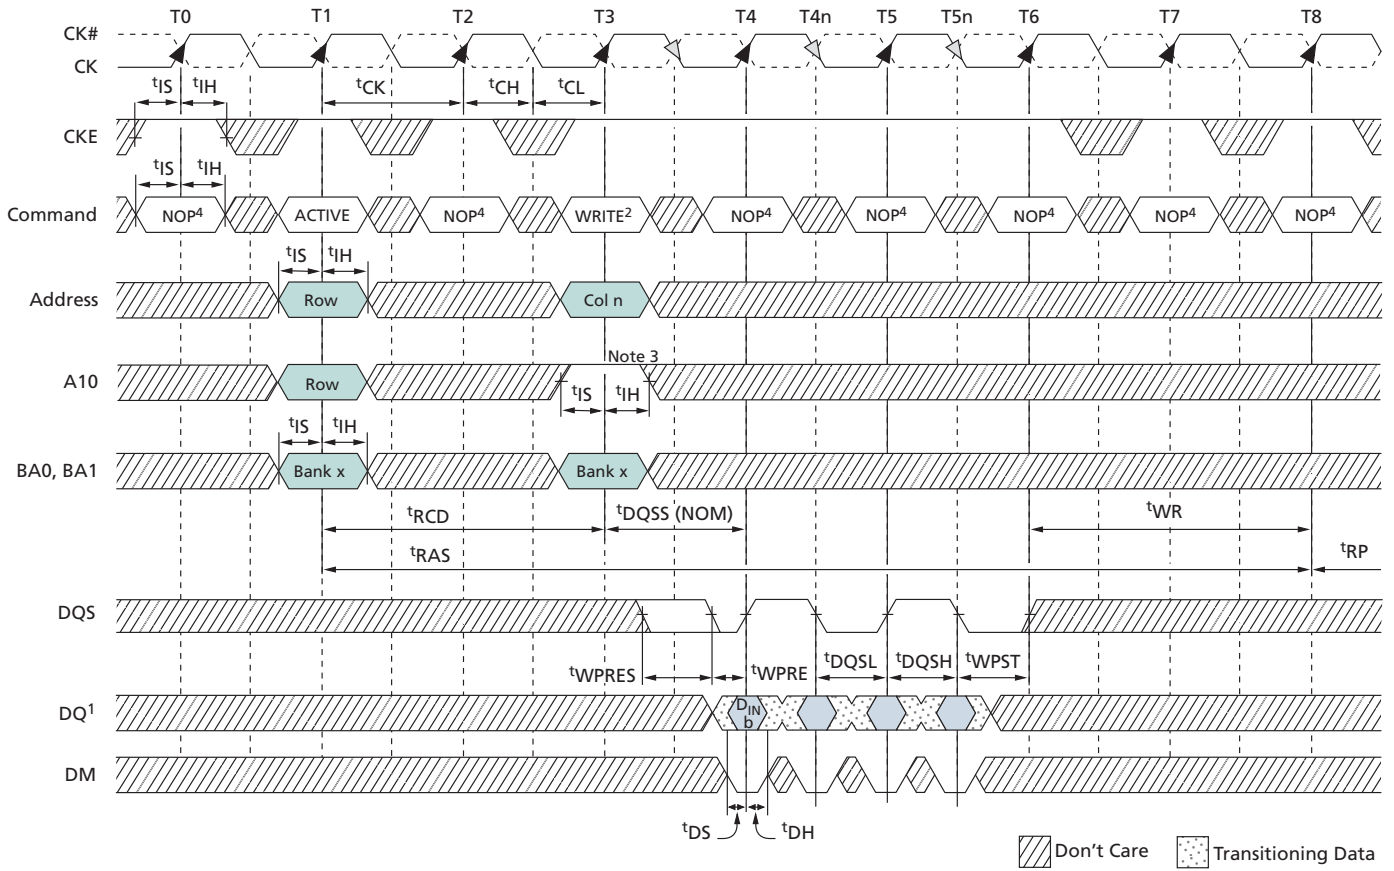 T0 T1 T2 T3 T4 T4n T5 T5n T6 T7 T8
CK#
CK
tIS tIH tCK tCH tCL
CKE
tIS tIH
Command NOP4 ACTIVE NOP4 WRITE2 NOP4 NOP4 NOP4 NOP4 NOP4
tIS tIH
Address Row Col n
Note 3
A10 Row
tIS tIH
tIS tIH
BA0, BA1 Bank x Bank x
tRCD tDQSS (NOM) tWR
tRAS tRP
DQS
tWPRES tWPRE tDQSL tDQSH tWPST
DQ1 DIN
b
DM
tDS tDH
Don't Care Transitioning Data